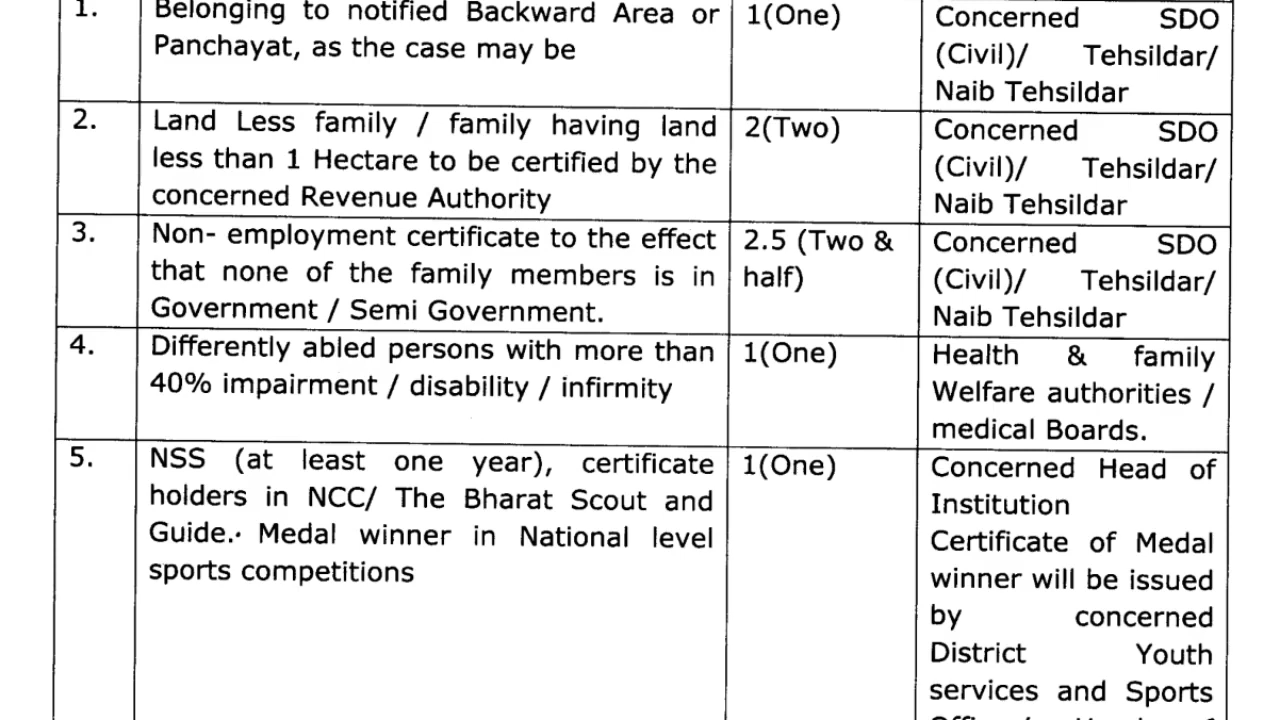 1.
Belonging to notified Backward Area or
Panchayat, as the case may be
1(One)
Concerned SDO
(Civil)/ Tehsildar/
Naib Tehsildar
2.
Land Less family / family having land
less than 1 Hectare to be certified by the
concerned Revenue Authority
2(Two)
Concerned SDO
(Civil)/ Tehsildar/
Naib Tehsildar
3.
Non- employment certificate to the effect
that none of the family members is in
Government / Semi Government.
2.5 (Two &
half)
Concerned SDO
(Civil)/ Tehsildar/
Naib Tehsildar
4.
Differently abled persons with more than
40% impairment / disability / infirmity
1(One)
Health & family
Welfare authorities /
medical Boards.
5.
NSS (at least one year), certificate
holders in NCC/ The Bharat Scout and
Guide.· Medal winner in National level
sports competitions
1(One)
Concerned Head of
Institution
Certificate of Medal
winner will be issued
by concerned
District Youth
services and Sports